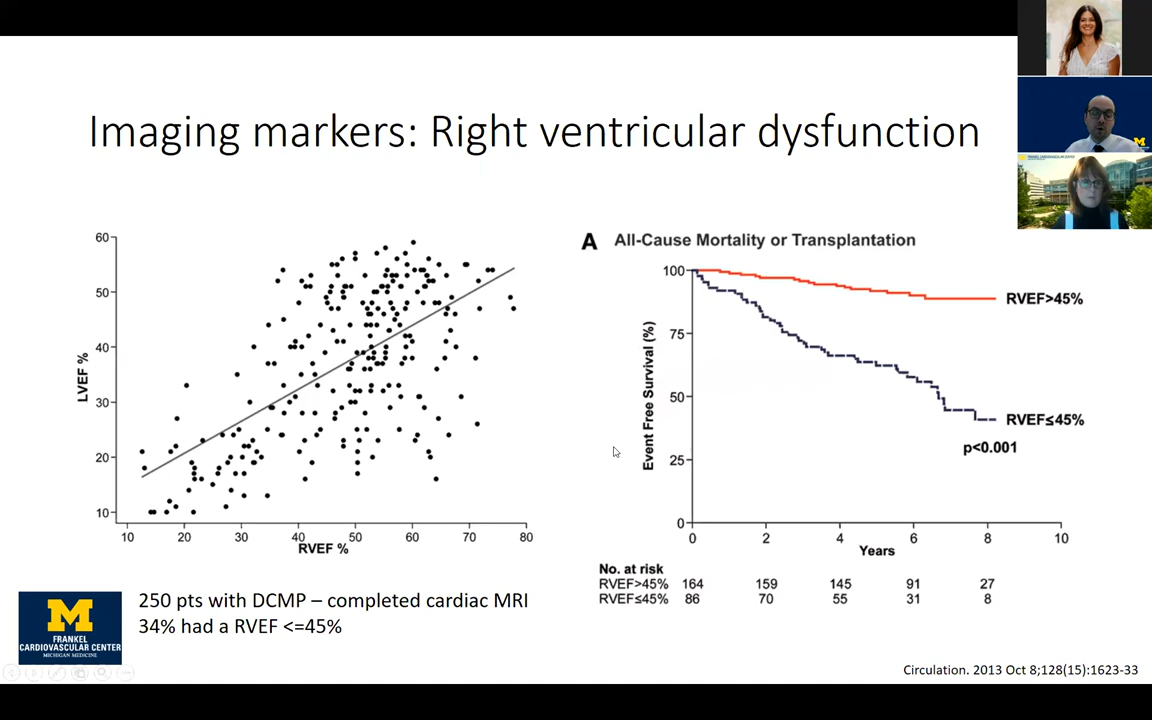 Imaging markers: Right ventricular dysfunction
60
50
40
30
20
10
LVEF %
10 20 30 40 50 60 70 80
RVEF %
A All-Cause Mortality or Transplantation
100
75
50
25
0
Event Free Survival (%)
RVEF>45%
RVEF≤45%
p<0.001
0 2 4 6 8 10
Years
No. at risk
RVEF>45% 164 159 145 91 27
RVEF≤45% 86 70 55 31 8
250 pts with DCMP – completed cardiac MRI
34% had a RVEF <=45%
M
FRANKEL
CARDIOVASCULAR CENTER
MICHIGAN MEDICINE
Circulation. 2013 Oct 8;128(15):1623-33
M
FRANKEL CARDIOVASCULAR CENTER